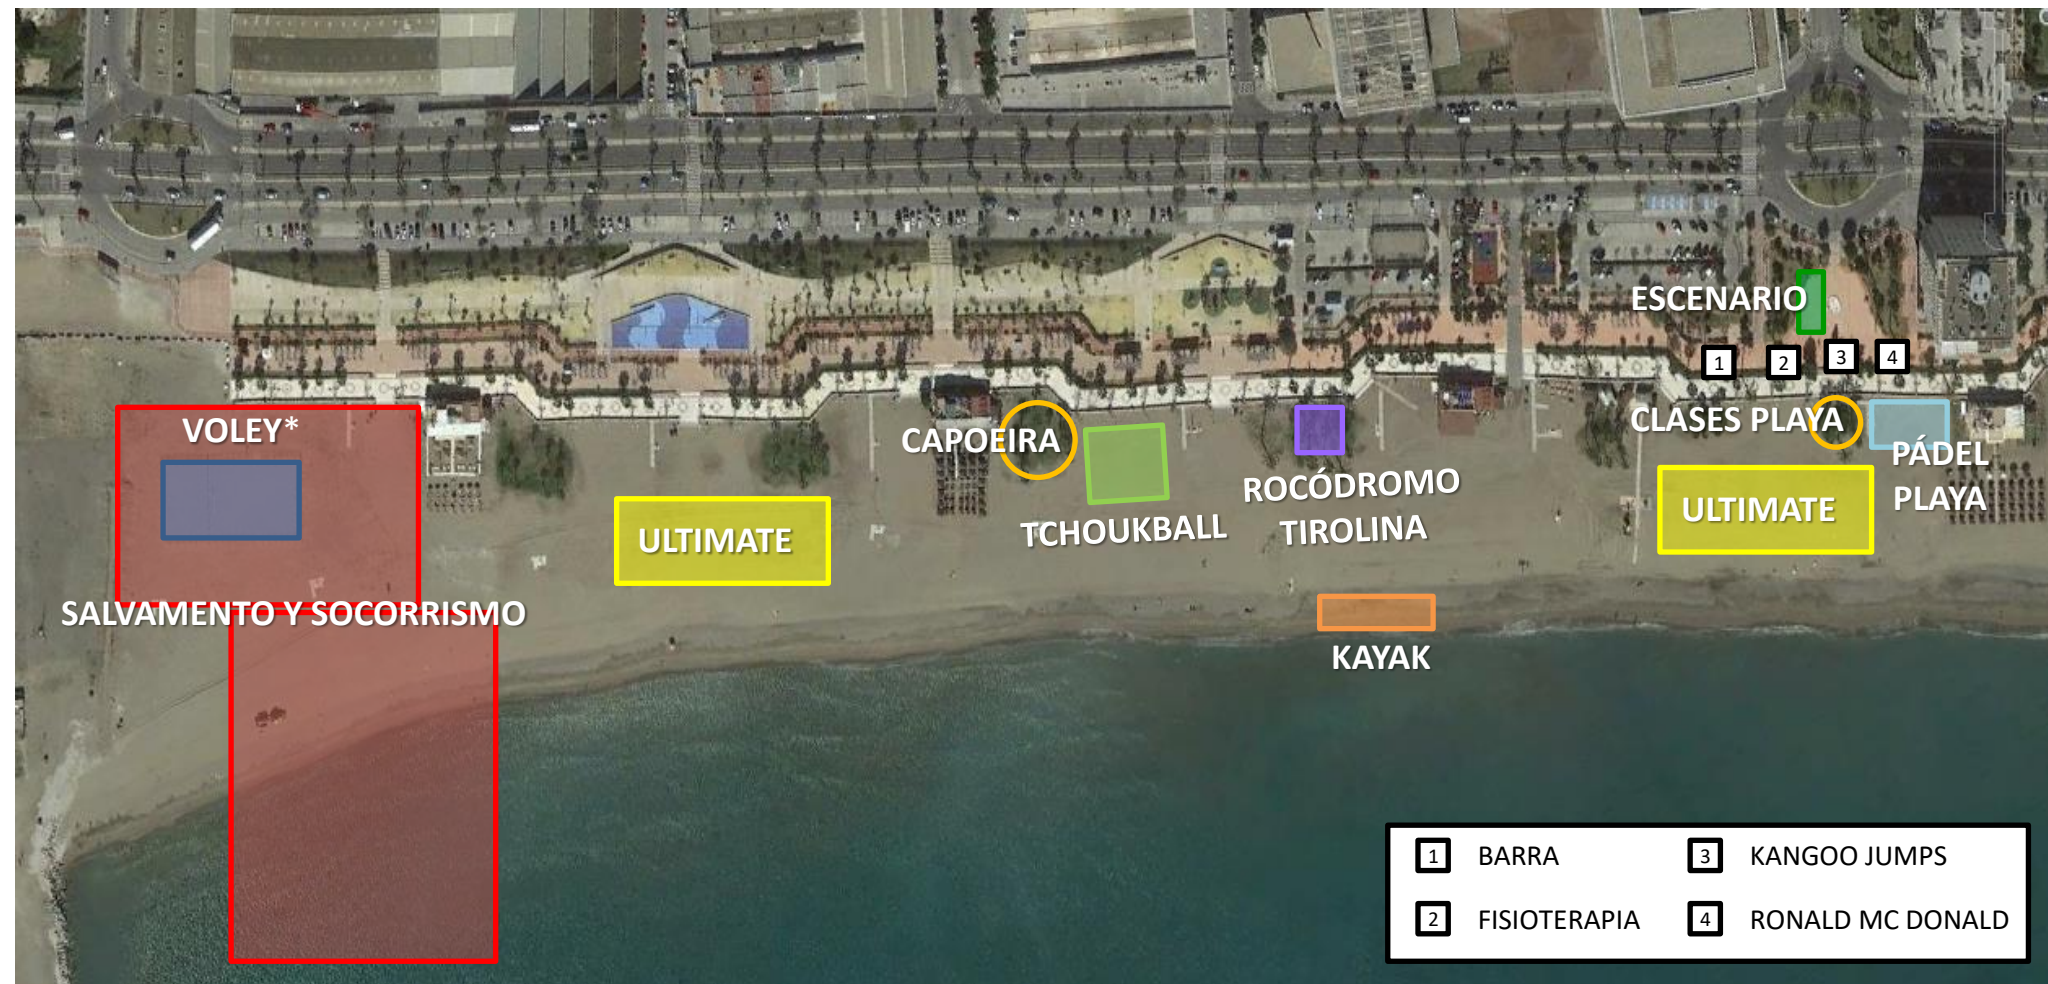 ESCENARIO
1
2
3
4
VOLEY*
CAPOEIRA
CLASES PLAYA
PÁDEL
PLAYA
ROCÓDROMO
TIROLINA
TCHOUKBALL
ULTIMATE
ULTIMATE
SALVAMENTO Y SOCORRISMO
KAYAK
1 BARRA
3 KANGOO JUMPS
2 FISIOTERAPIA
4 RONALD MC DONALD